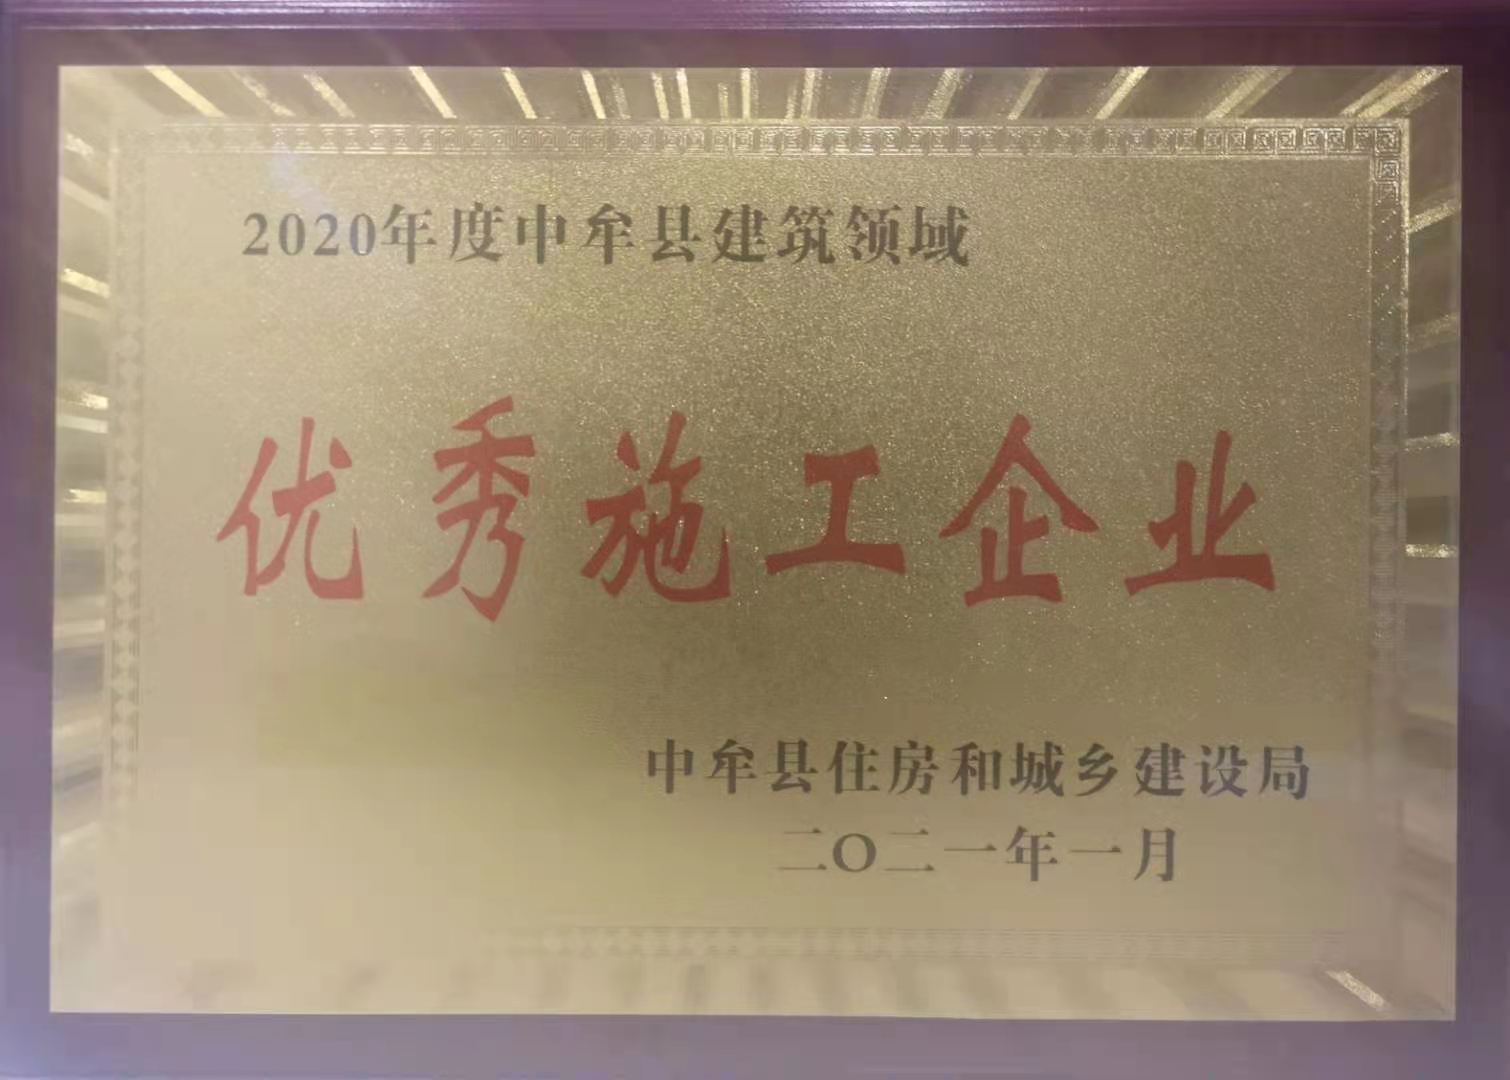 2020年度中牟县建筑领域
优秀施工企业
中牟县住房和城乡建设局
二〇二一年一月